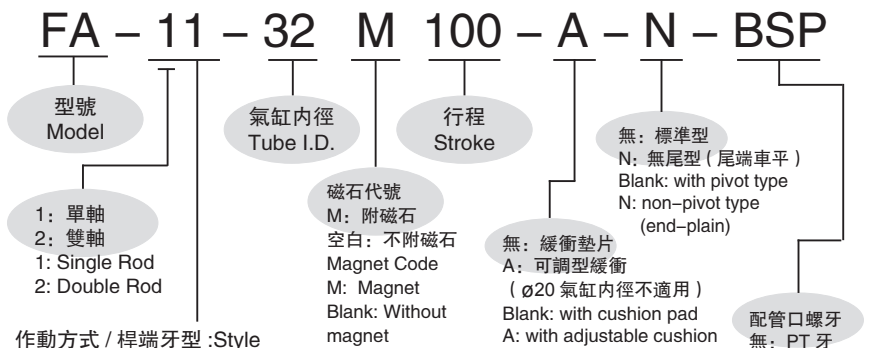 FA – 11 – 32 M 100 – A – N – BSP
型號
Model
氣缸內徑
Tube I.D.
行程
Stroke
無：標準型
N：無尾型 ( 尾端車平 )
Blank: with pivot type
N: non–pivot type
(end–plain)
1：單軸
2：雙軸
1: Single Rod
2: Double Rod
磁石代號
M：附磁石
空白：不附磁石
Magnet Code
M: Magnet
Blank: Without
magnet
無：緩衝墊片
A：可調型緩衝
( ø20 氣缸內徑不適用 )
Blank: with cushion pad
A: with adjustable cushion
配管口螺牙
無：PT 牙
作動方式 / 桿端牙型 :Style